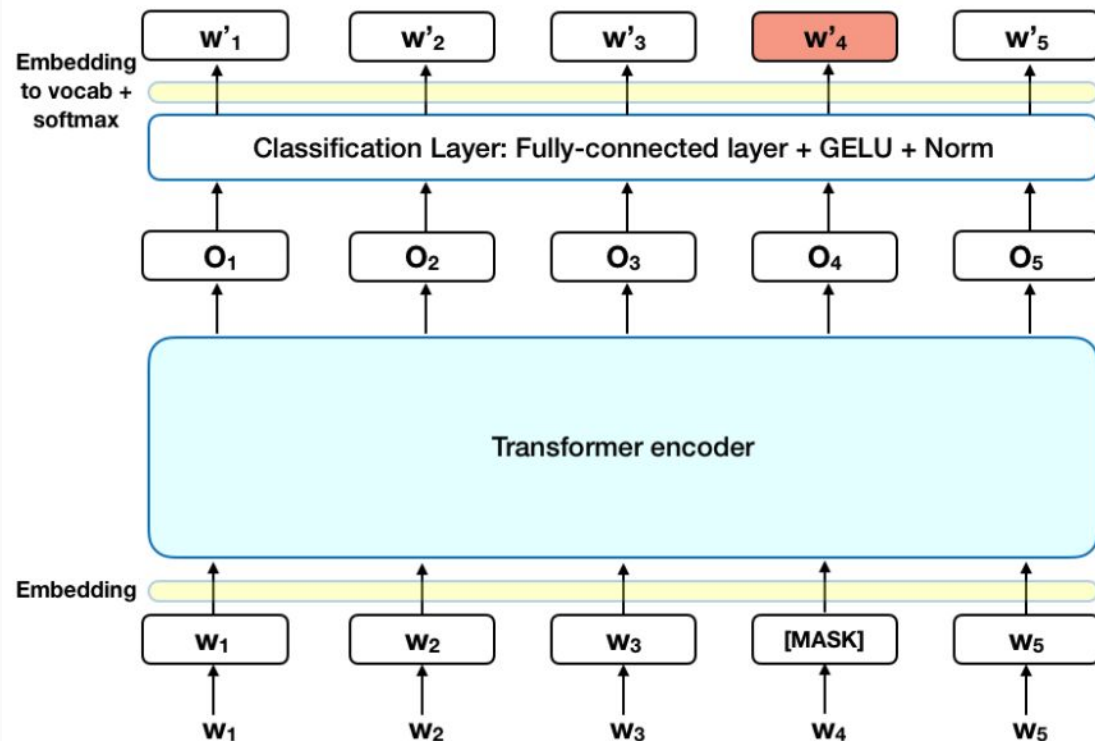 w’₁ w’₂ w’₃ w’₄ w’₅
Embedding
to vocab +
softmax
Classification Layer: Fully-connected layer + GELU + Norm
O₁ O₂ O₃ O₄ O₅
Transformer encoder
Embedding
w₁ w₂ w₃ [MASK] w₅
w₁ w₂ w₃ w₄ w₅